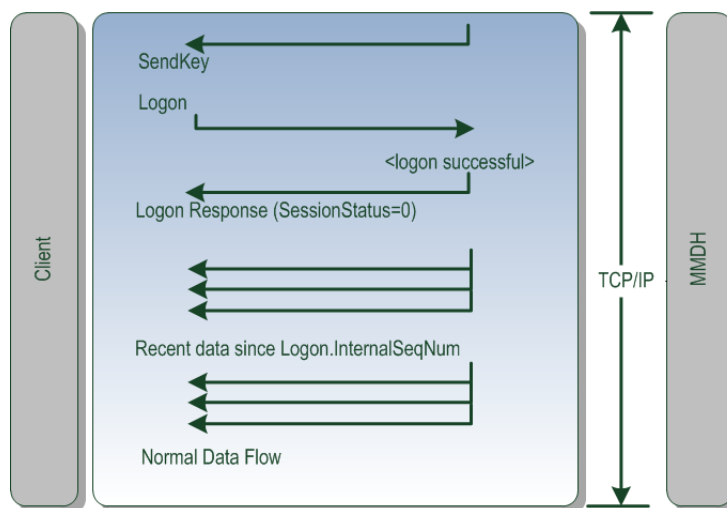 SendKey
Logon
<logon successful>
Logon Response (SessionStatus=0)
Client
TCP/IP
MMDH
Recent data since Logon.InternalSeqNum
Normal Data Flow